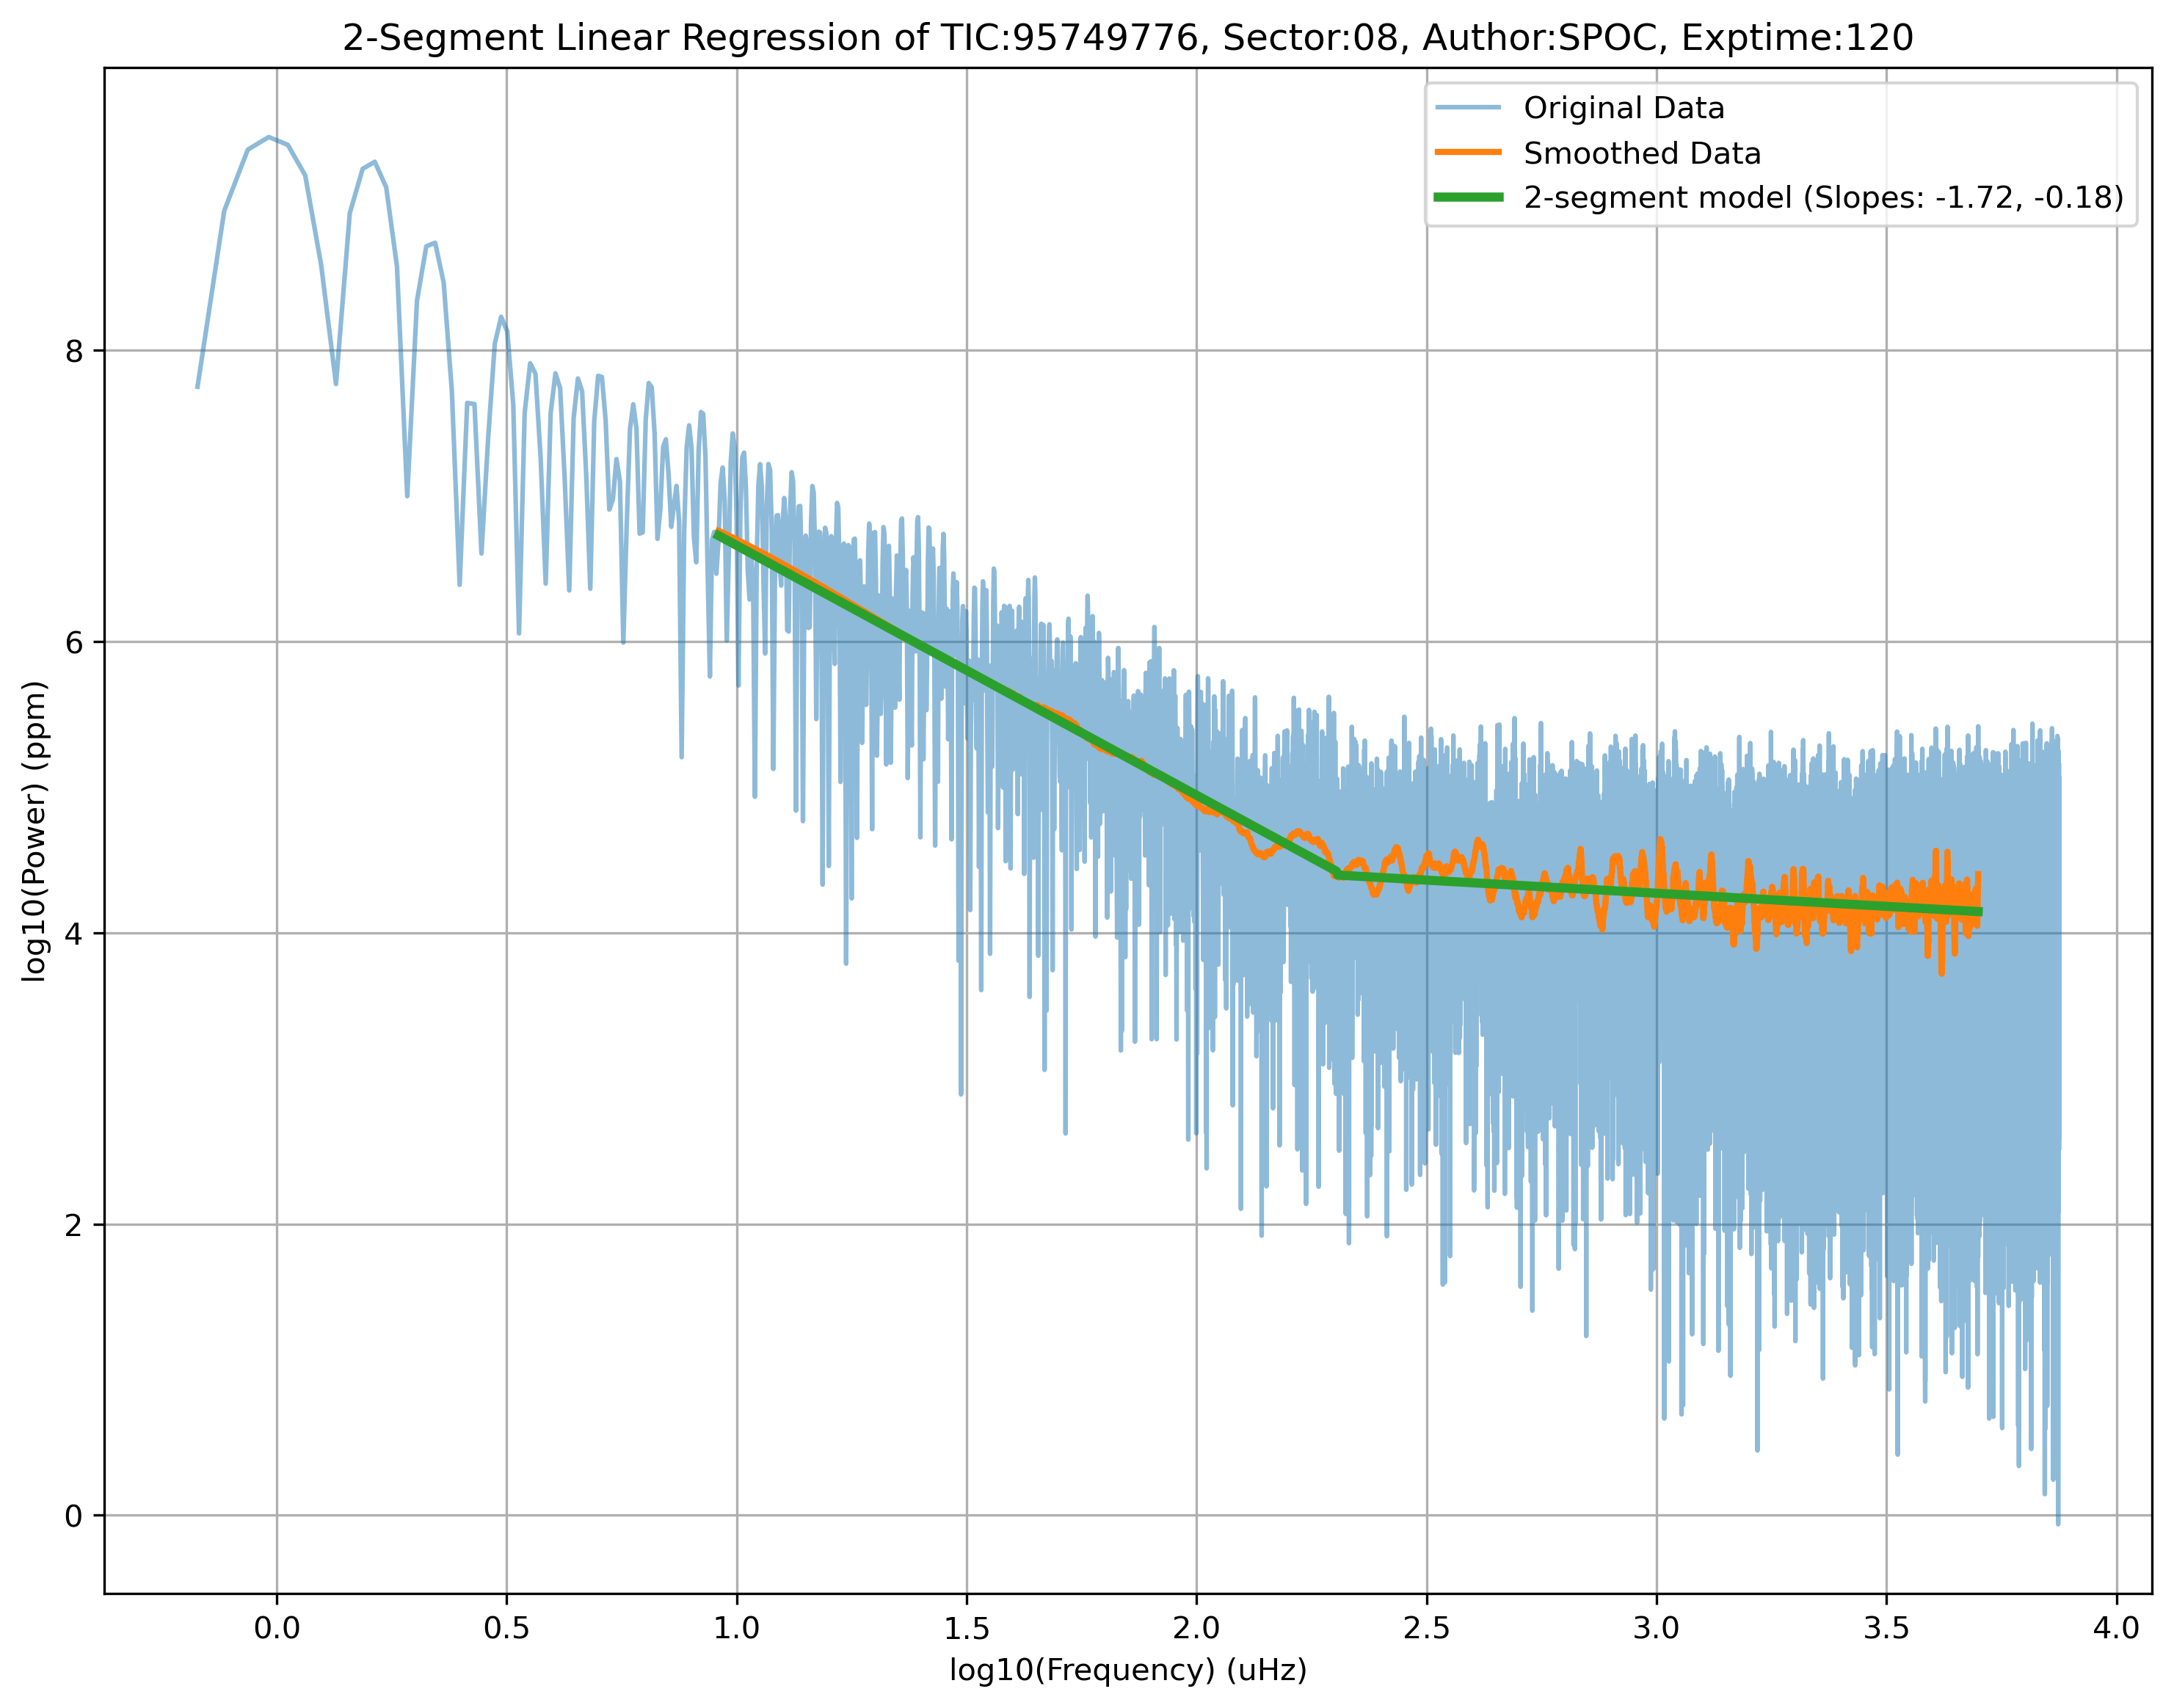 2-Segment Linear Regression of TIC:95749776, Sector:08, Author:SPOC, Exptime:120
Original Data
Smoothed Data
2-segment model (Slopes: -1.72, -0.18)
log10(Power) (ppm)
8
6
4
2
0
0.0 0.5 1.0 1.5 2.0 2.5 3.0 3.5 4.0
log10(Frequency) (uHz)